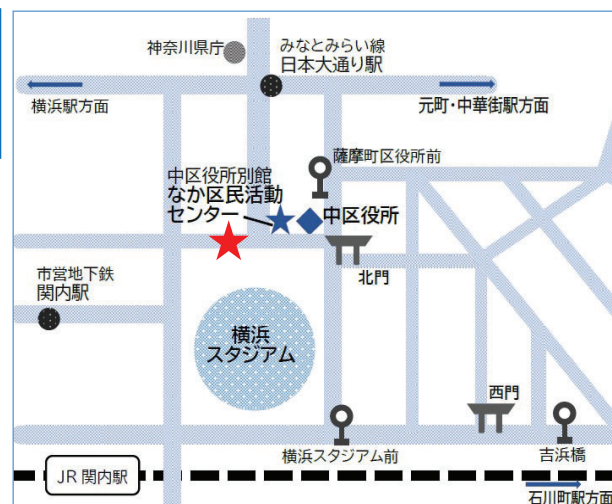 神奈川県庁
みなとみらい線
日本大通り駅
横浜駅方面
元町・中華街駅方面
薩摩町区役所前
中区役所別館
なか区民活動
センター
中区役所
北門
市営地下鉄
関内駅
横浜
スタジアム
西門
横浜スタジアム前
吉浜橋
JR 関内駅
石川町駅方面